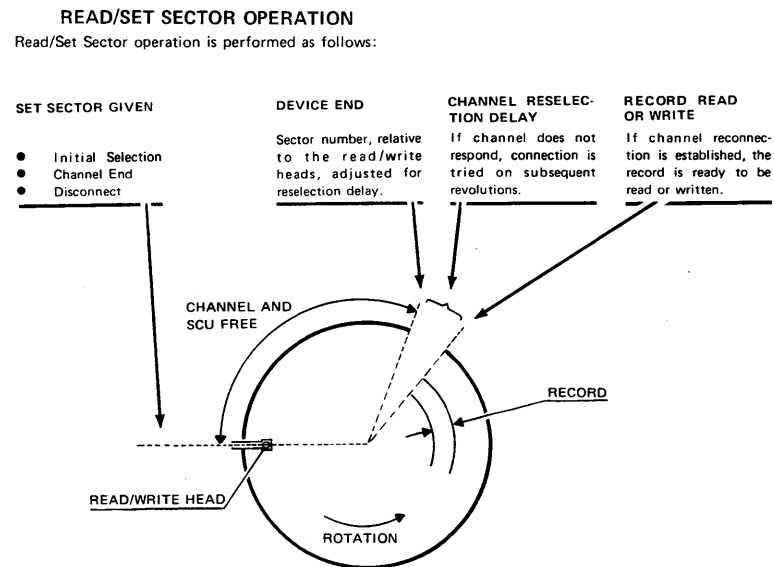 READ/SET SECTOR OPERATION
Read/Set Sector operation is performed as follows:
SET SECTOR GIVEN
● Initial Selection
● Channel End
● Disconnect
DEVICE END
Sector number, relative
to the read/write
heads, adjusted for
reselection delay.
CHANNEL RESELEC-
TION DELAY
If channel does not
respond, connection is
tried on subsequent
revolutions.
RECORD READ
OR WRITE
If channel reconnec-
tion is established, the
record is ready to be
read or written.
CHANNEL AND
SCU FREE
RECORD
READ/WRITE HEAD
ROTATION